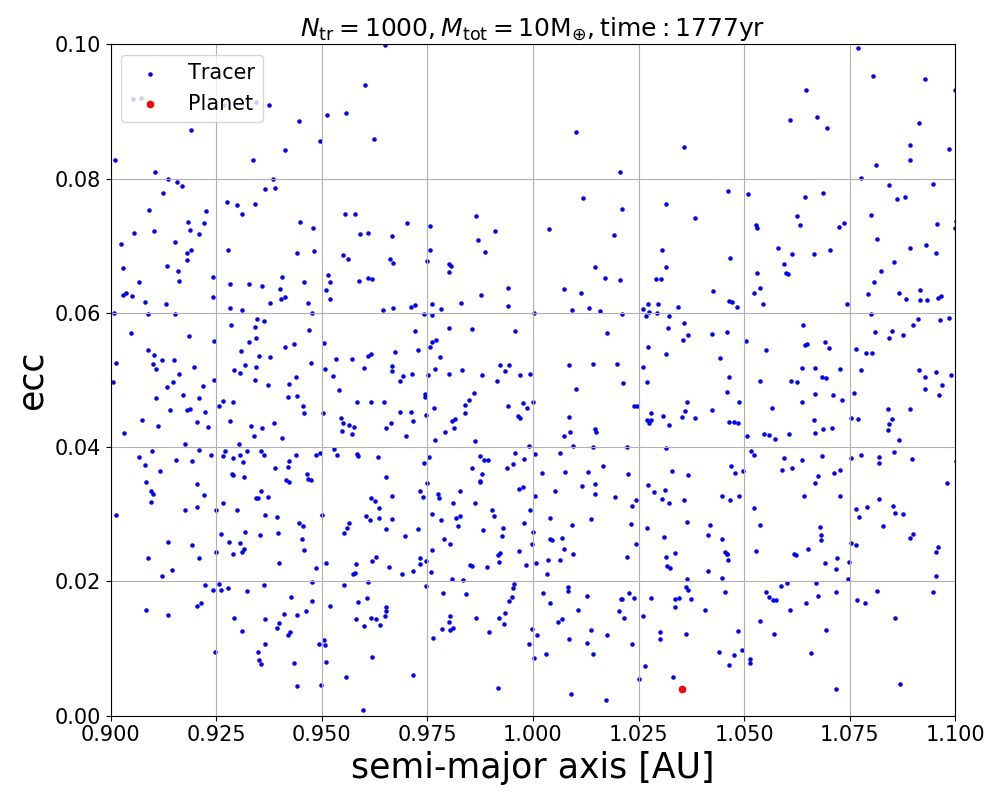 N_tr = 1000, M_tot = 10M_⊕, time : 1777yr
Tracer
Planet
ecc
0.10
0.08
0.06
0.04
0.02
0.00
0.900 0.925 0.950 0.975 1.000 1.025 1.050 1.075 1.100
semi-major axis [AU]